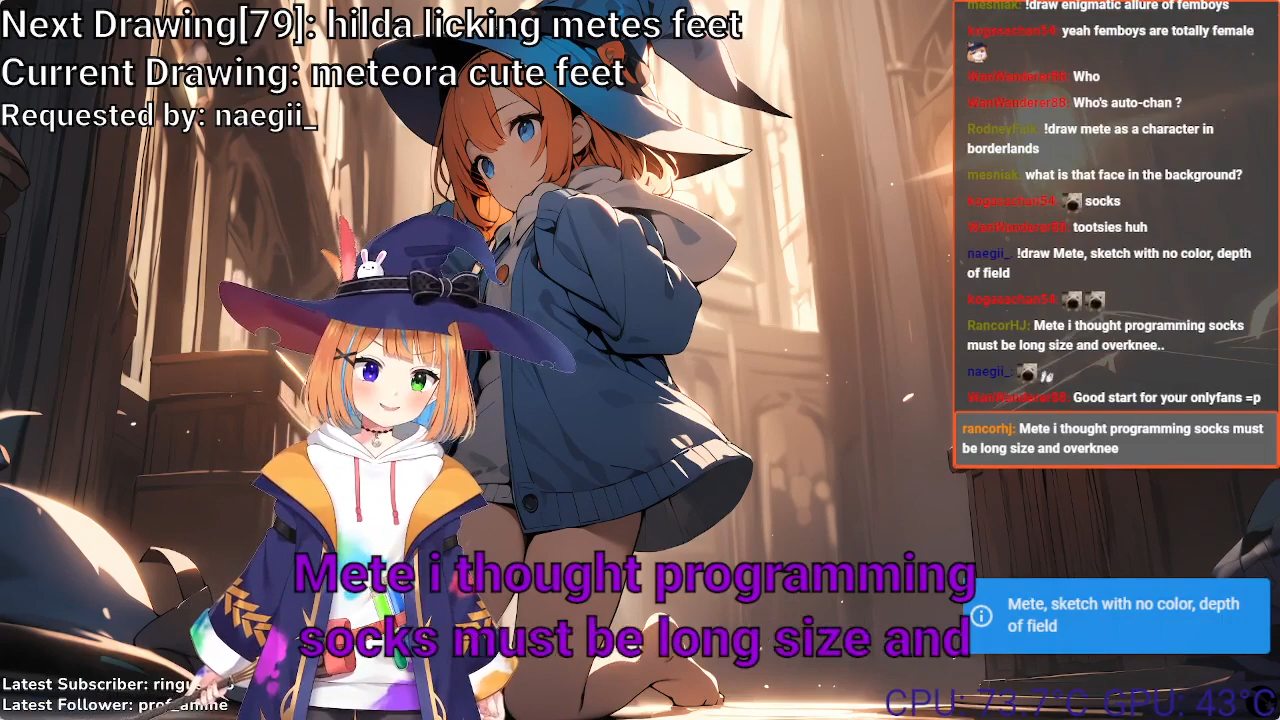 Next Drawing[79]: hilda licking metes feet
Current Drawing: meteora cute feet
Requested by: naegii_
mesniak: !draw enigmatic allure of femboys
kogasachan54: yeah femboys are totally female
WanWanderer88: Who
WanWanderer88: Who's auto-chan ?
RodneyFalk: !draw mete as a character in
borderlands
mesniak: what is that face in the background?
kogasachan54: socks
WanWanderer88: tootsies huh
naegii_: !draw Mete, sketch with no color, depth
of field
kogasachan54:
RancorHJ: Mete i thought programming socks
must be long size and overknee..
naegii_:
WanWanderer88: Good start for your onlyfans =p
rancorhj: Mete i thought programming socks must
be long size and overknee
Mete i thought programming
socks must be long size and
Mete, sketch with no color, depth
of field
Latest Subscriber:
Latest Follower: prof_amine
CPU: 73.7°C GPU: 43°C